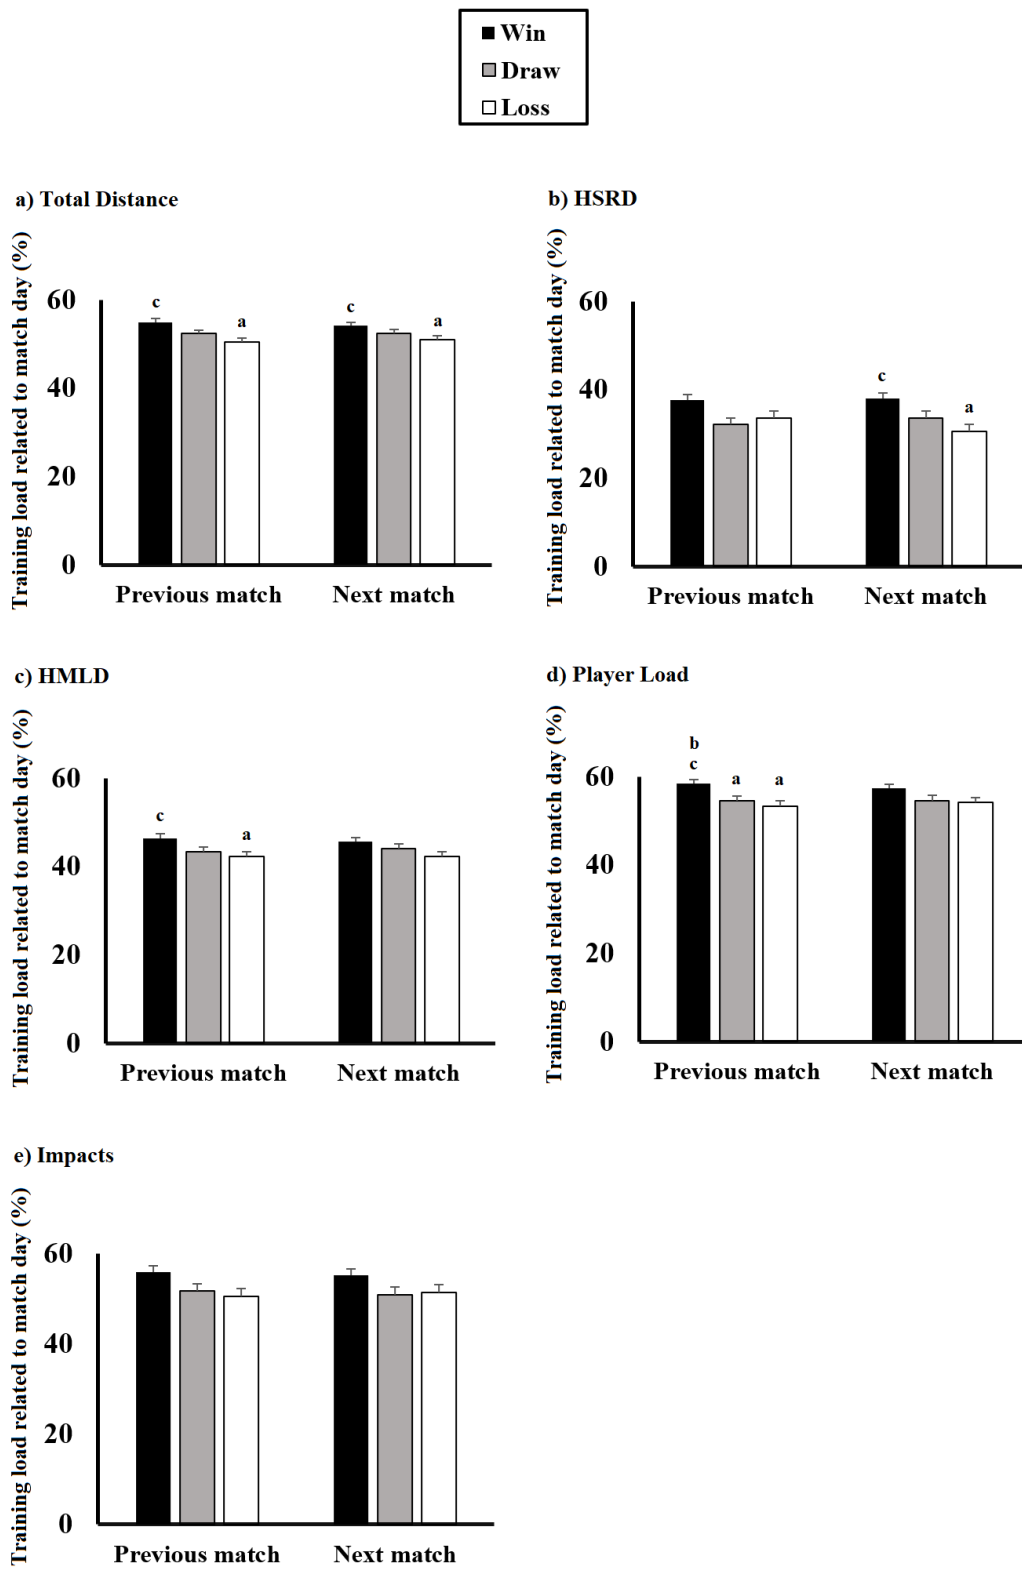 Win
Draw
Loss
a) Total Distance
Training load related to match day (%)
60
40
20
0
c
a
c
a
Previous match
Next match
b) HSRD
Training load related to match day (%)
60
40
20
0
c
a
Previous match
Next match
c) HMLD
Training load related to match day (%)
60
40
20
0
c
a
Previous match
Next match
d) Player Load
Training load related to match day (%)
60
40
20
0
b
c
a
a
Previous match
Next match
e) Impacts
Training load related to match day (%)
60
40
20
0
Previous match
Next match